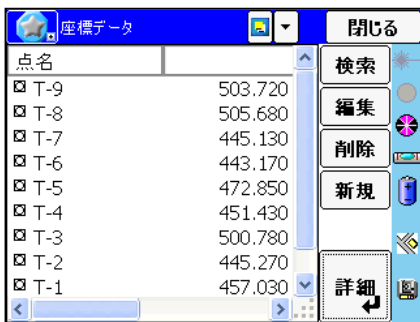 座標データ
閉じる
点名
T-9 503.720
T-8 505.680
T-7 445.130
T-6 443.170
T-5 472.850
T-4 451.430
T-3 500.780
T-2 445.270
T-1 457.030
検索
編集
削除
新規
詳細